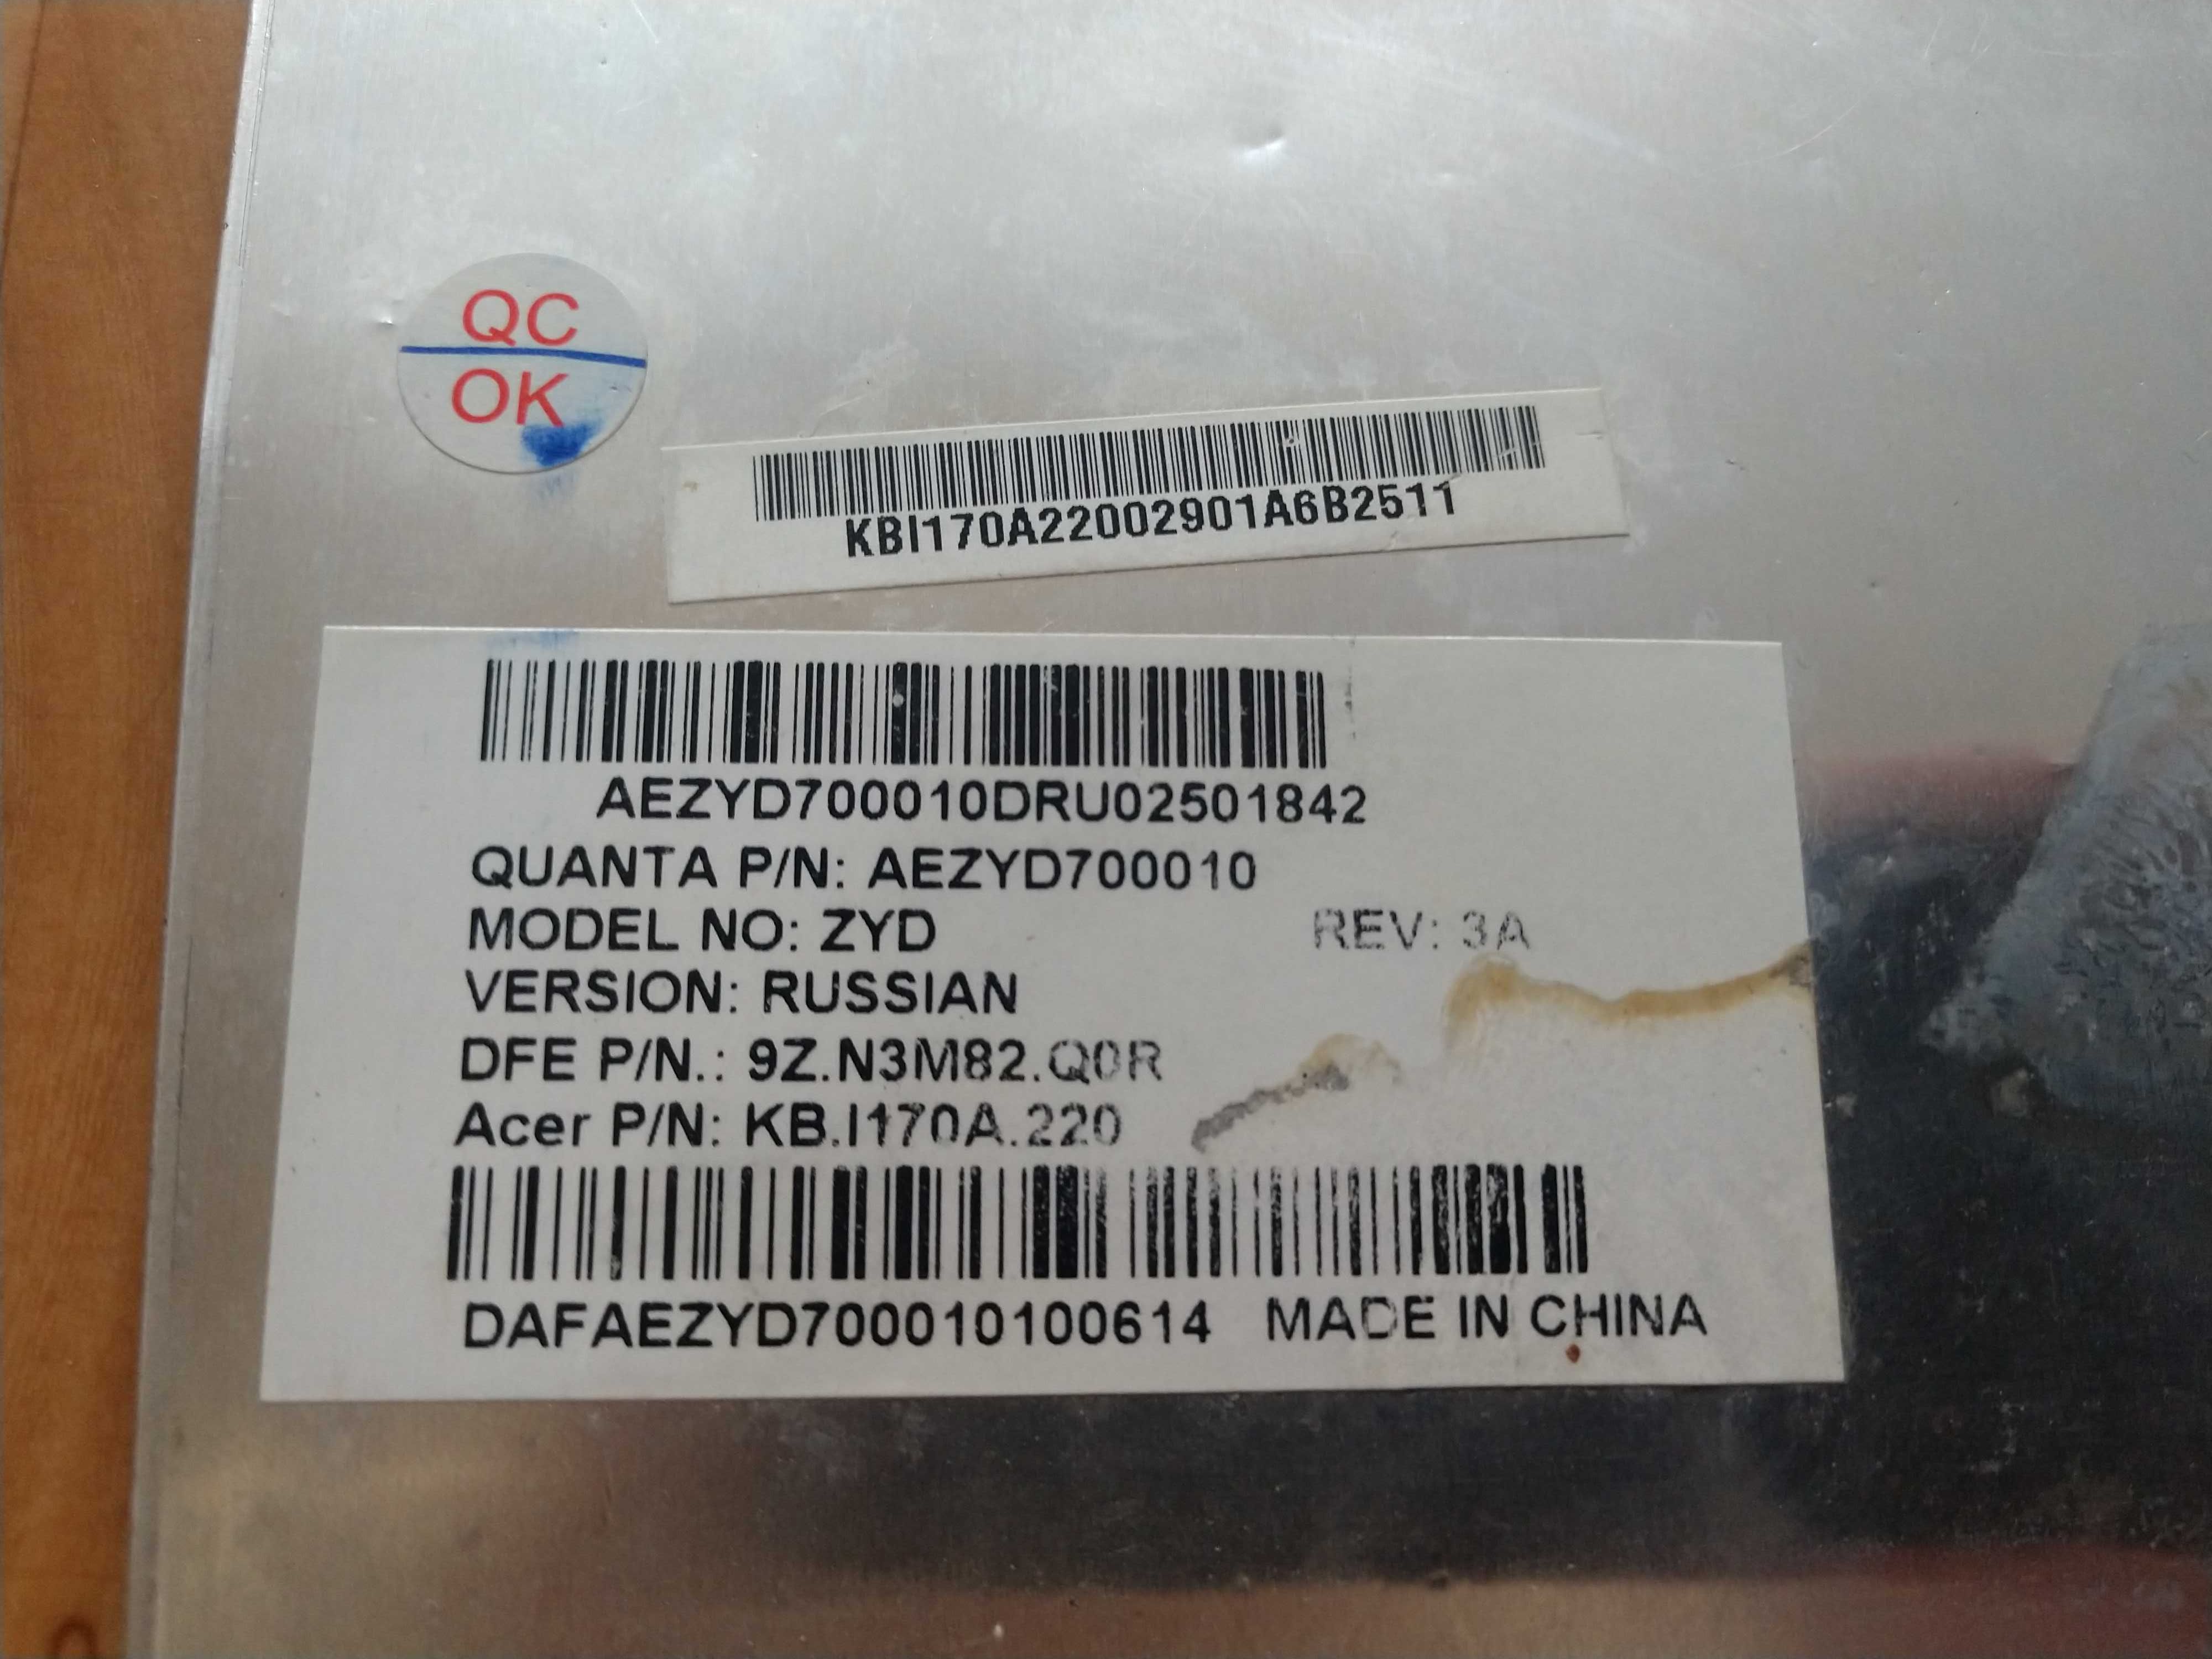 QC
OK
KBI170A22002901A6B2511
AEZYD700010DRU02501842
QUANTA P/N: AEZYD700010
MODEL NO: ZYD REV: 3A
VERSION: RUSSIAN
DFE P/N.: 9Z.N3M82.Q0R
Acer P/N: KB.I170A.220
DAFAEZYD700010100614 MADE IN CHINA